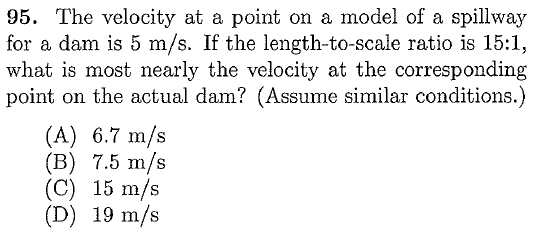 95. The velocity at a point on a model of a spillway
for a dam is 5 m/s. If the length-to-scale ratio is 15:1,
what is most nearly the velocity at the corresponding
point on the actual dam? (Assume similar conditions.)
(A) 6.7 m/s
(B) 7.5 m/s
(C) 15 m/s
(D) 19 m/s